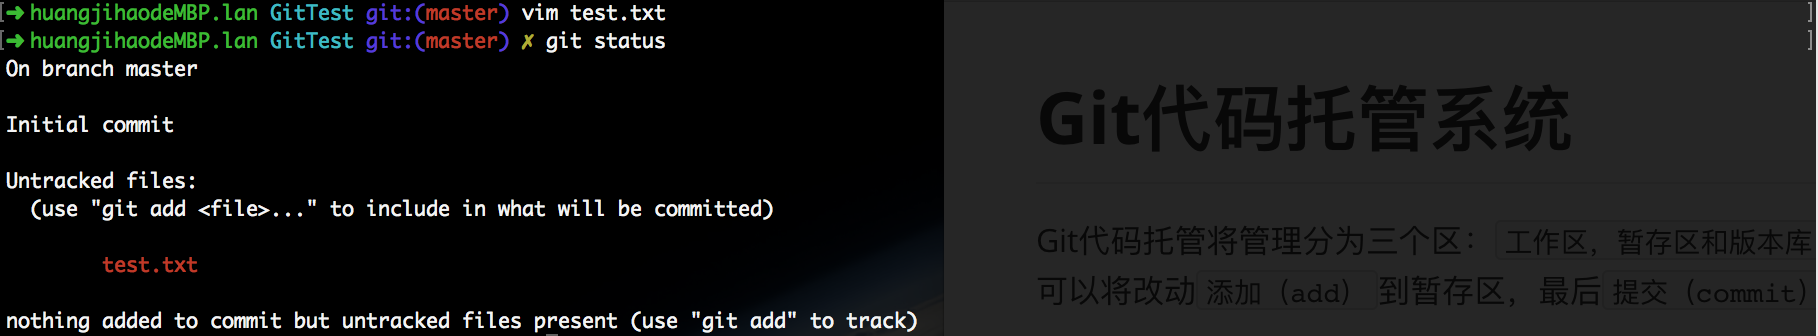 ➜ huangjihaodeMBP.lan GitTest git:(master) vim test.txt
➜ huangjihaodeMBP.lan GitTest git:(master) ✗ git status
On branch master
Initial commit
Untracked files:
(use "git add <file>..." to include in what will be committed)
test.txt
nothing added to commit but untracked files present (use "git add" to track)
Git代码托管系统
Git代码托管将管理分为三个区： 工作区，暂存区和版本库
可以将改动 添加（add） 到暂存区，最后 提交（commit）